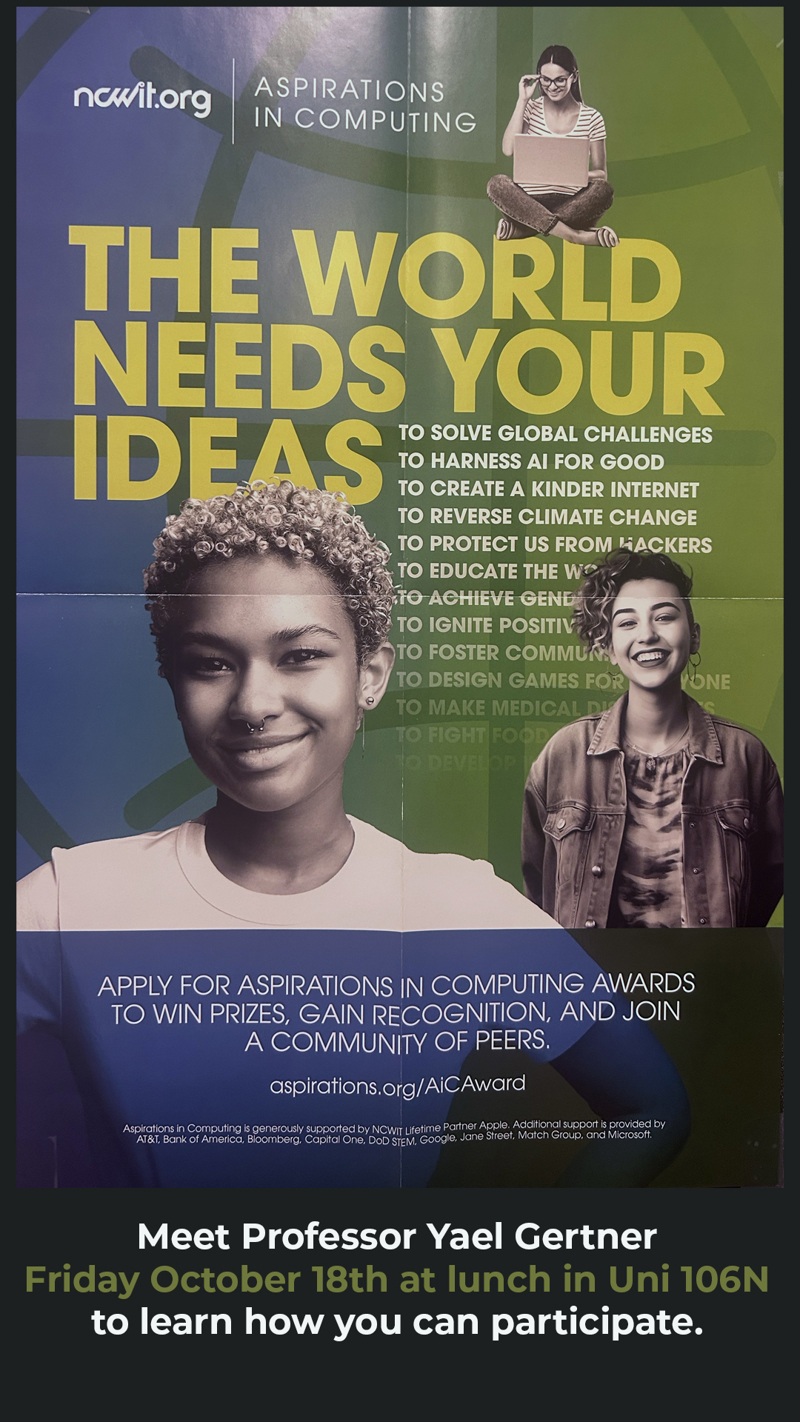 ncwit.org
ASPIRATIONS
IN COMPUTING
THE WORLD
NEEDS YOUR
IDEAS
TO SOLVE GLOBAL CHALLENGES
TO HARNESS AI FOR GOOD
TO CREATE A KINDER INTERNET
TO REVERSE CLIMATE CHANGE
TO PROTECT US FROM HACKERS
TO EDUCATE THE
TO ACHIEVE
TO IGNITE
TO FOSTER
TO DESIGN GAMES FOR
TO MAKE MEDICAL
TO FIGHT FOOD
TO DEVELOP
APPLY FOR ASPIRATIONS IN COMPUTING AWARDS
TO WIN PRIZES, GAIN RECOGNITION, AND JOIN
A COMMUNITY OF PEERS.
aspirations.org/AiCAward
Aspirations in Computing is generously supported by NCWIT Lifetime Partner Apple. Additional support is provided by
AT&T, Bank of America, Bloomberg, Capital One, DoD STEM, Google, Jane Street, Match Group, and Microsoft.
Meet Professor Yael Gertner
Friday October 18th at lunch in Uni 106N
to learn how you can participate.